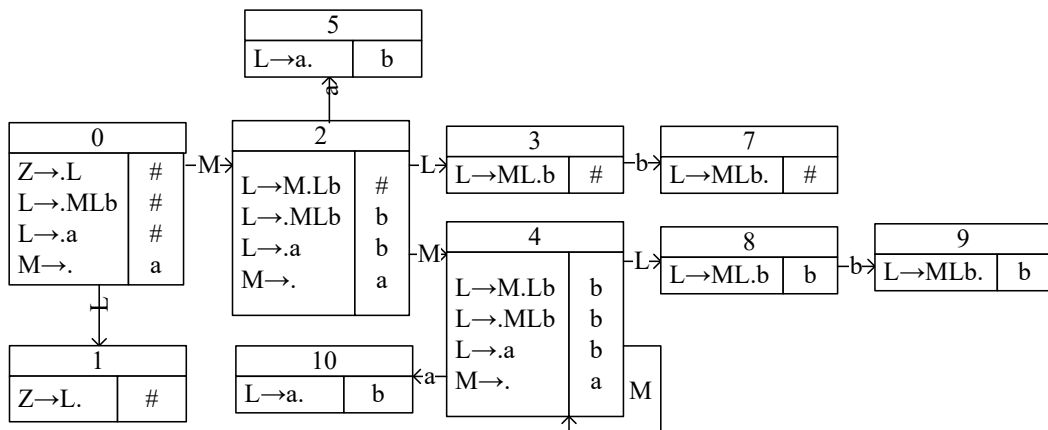 5
L→a. b
a
0
Z→.L #
L→.MLb #
L→.a #
M→. a
M
2
L→M.Lb #
L→.MLb b
L→.a b
M→. a
L
3
L→ML.b #
b
7
L→MLb. #
M
4
L→M.Lb b
L→.MLb b
L→.a b
M→. a
L
8
L→ML.b b
b
9
L→MLb. b
L
1
Z→L. #
10
L→a. b
a
M